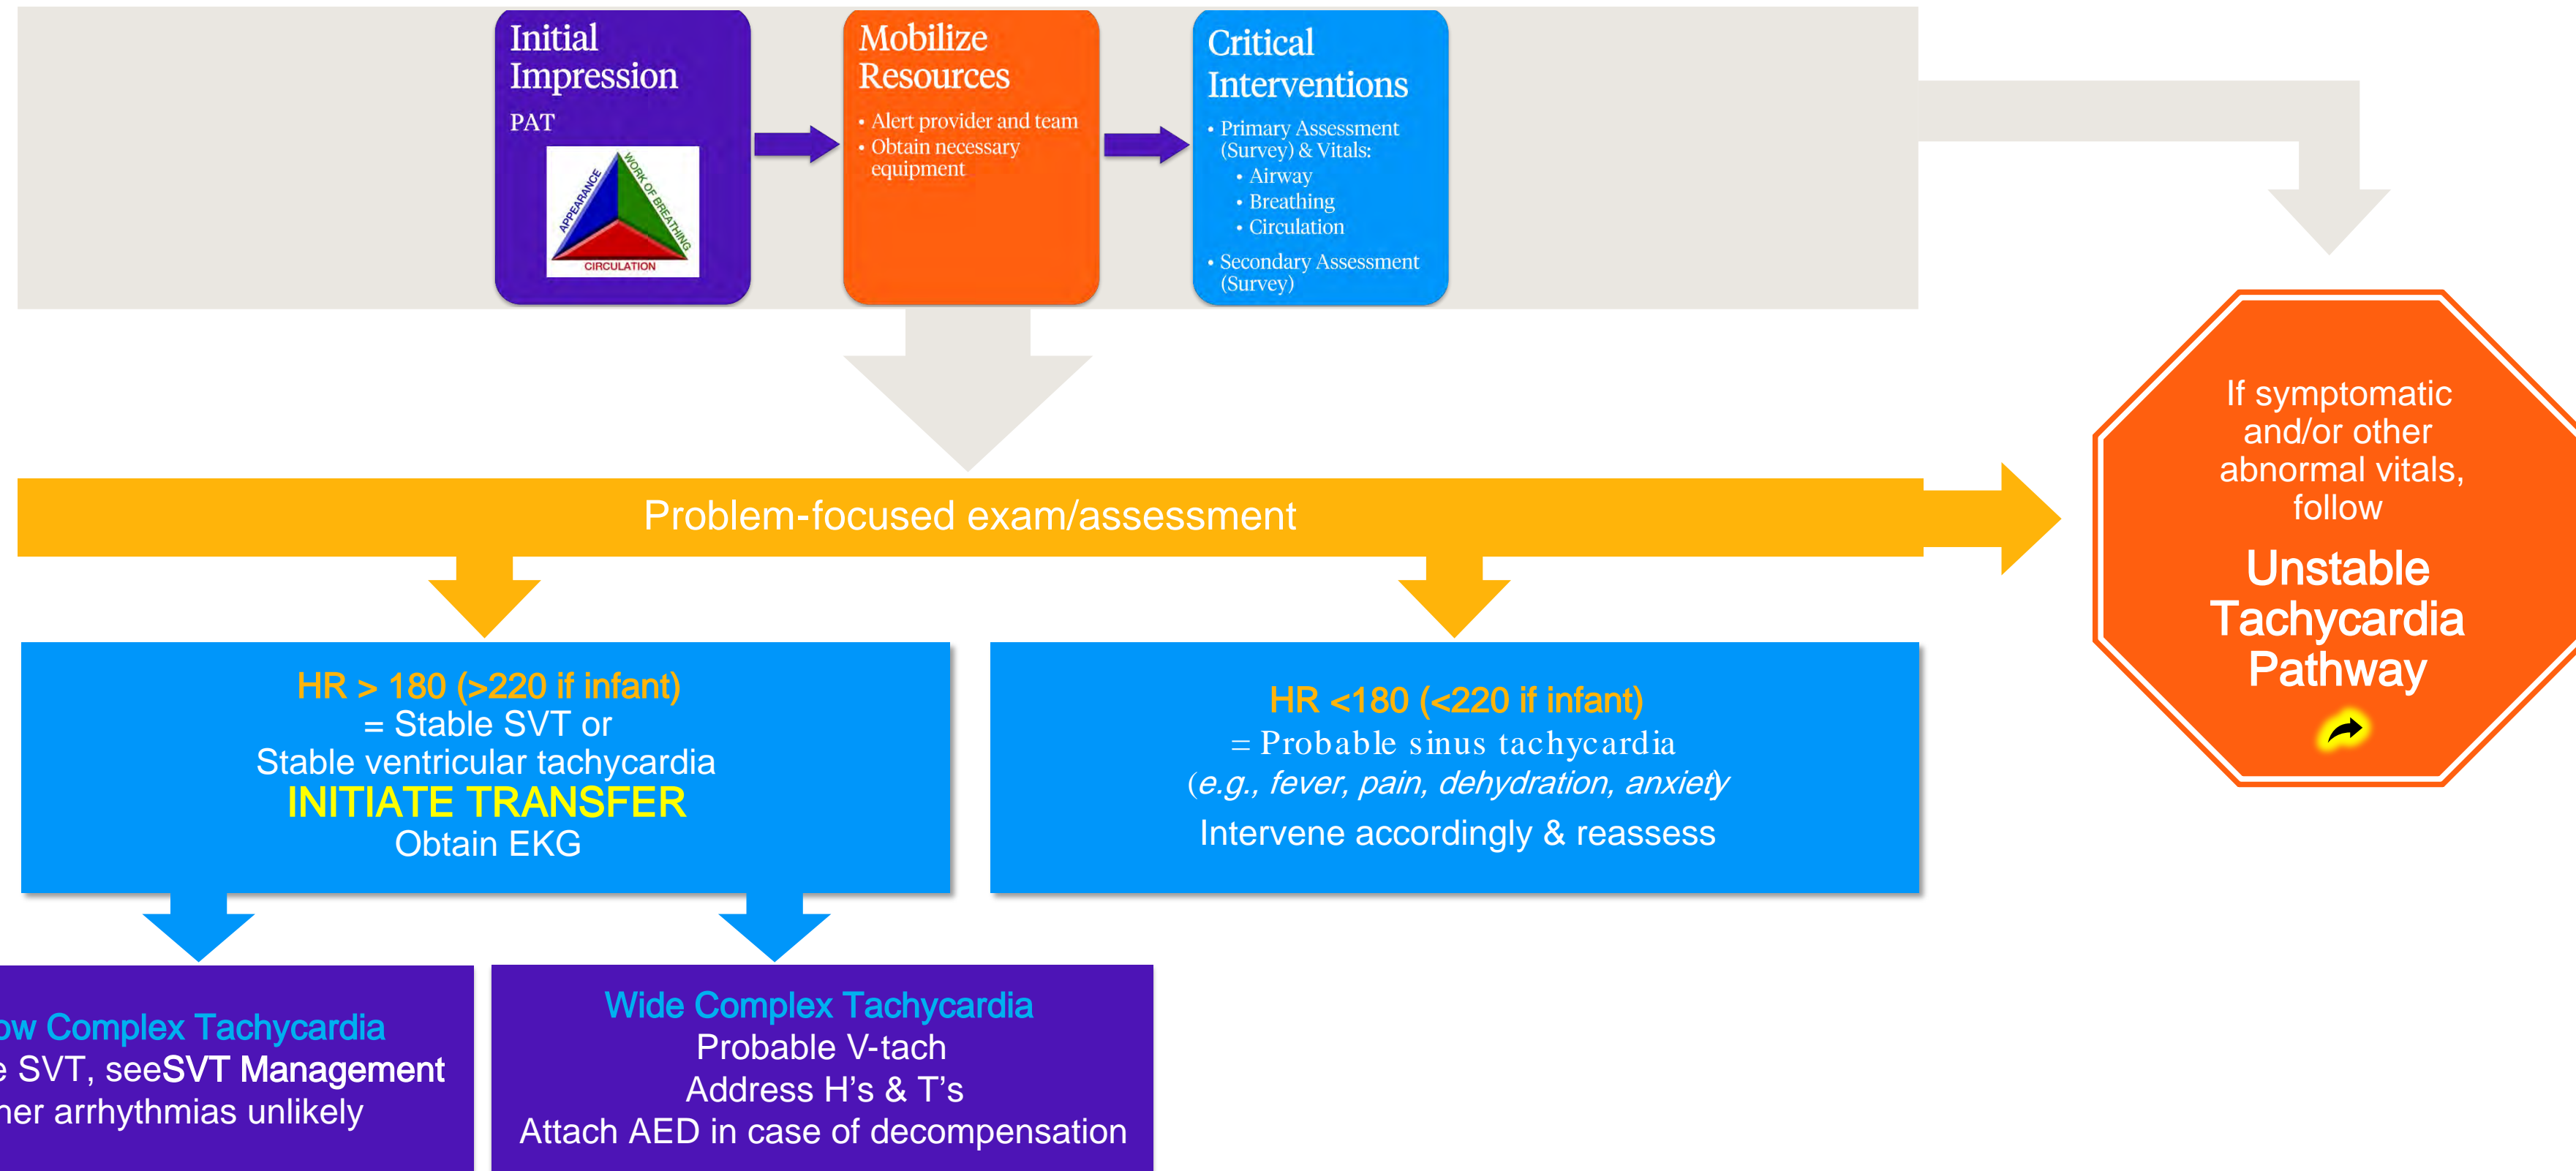 Initial
Impression
PAT
APPEARANCE
WORK OF BREATHING
CIRCULATION
Mobilize
Resources
• Alert provider and team
• Obtain necessary
equipment
Critical
Interventions
• Primary Assessment
(Survey) & Vitals:
• Airway
• Breathing
• Circulation
• Secondary Assessment
(Survey)
If symptomatic
and/or other
abnormal vitals,
follow
Unstable
Tachycardia
Pathway
Problem-focused exam/assessment
HR > 180 (>220 if infant)
= Stable SVT or
Stable ventricular tachycardia
INITIATE TRANSFER
Obtain EKG
HR <180 (<220 if infant)
= Probable sinus tachycardia
(e.g., fever, pain, dehydration, anxiety
Intervene accordingly & reassess
Complex Tachycardia
SVT, seeSVT Management
arrhythmias unlikely
Wide Complex Tachycardia
Probable V-tach
Address H's & T's
Attach AED in case of decompensation